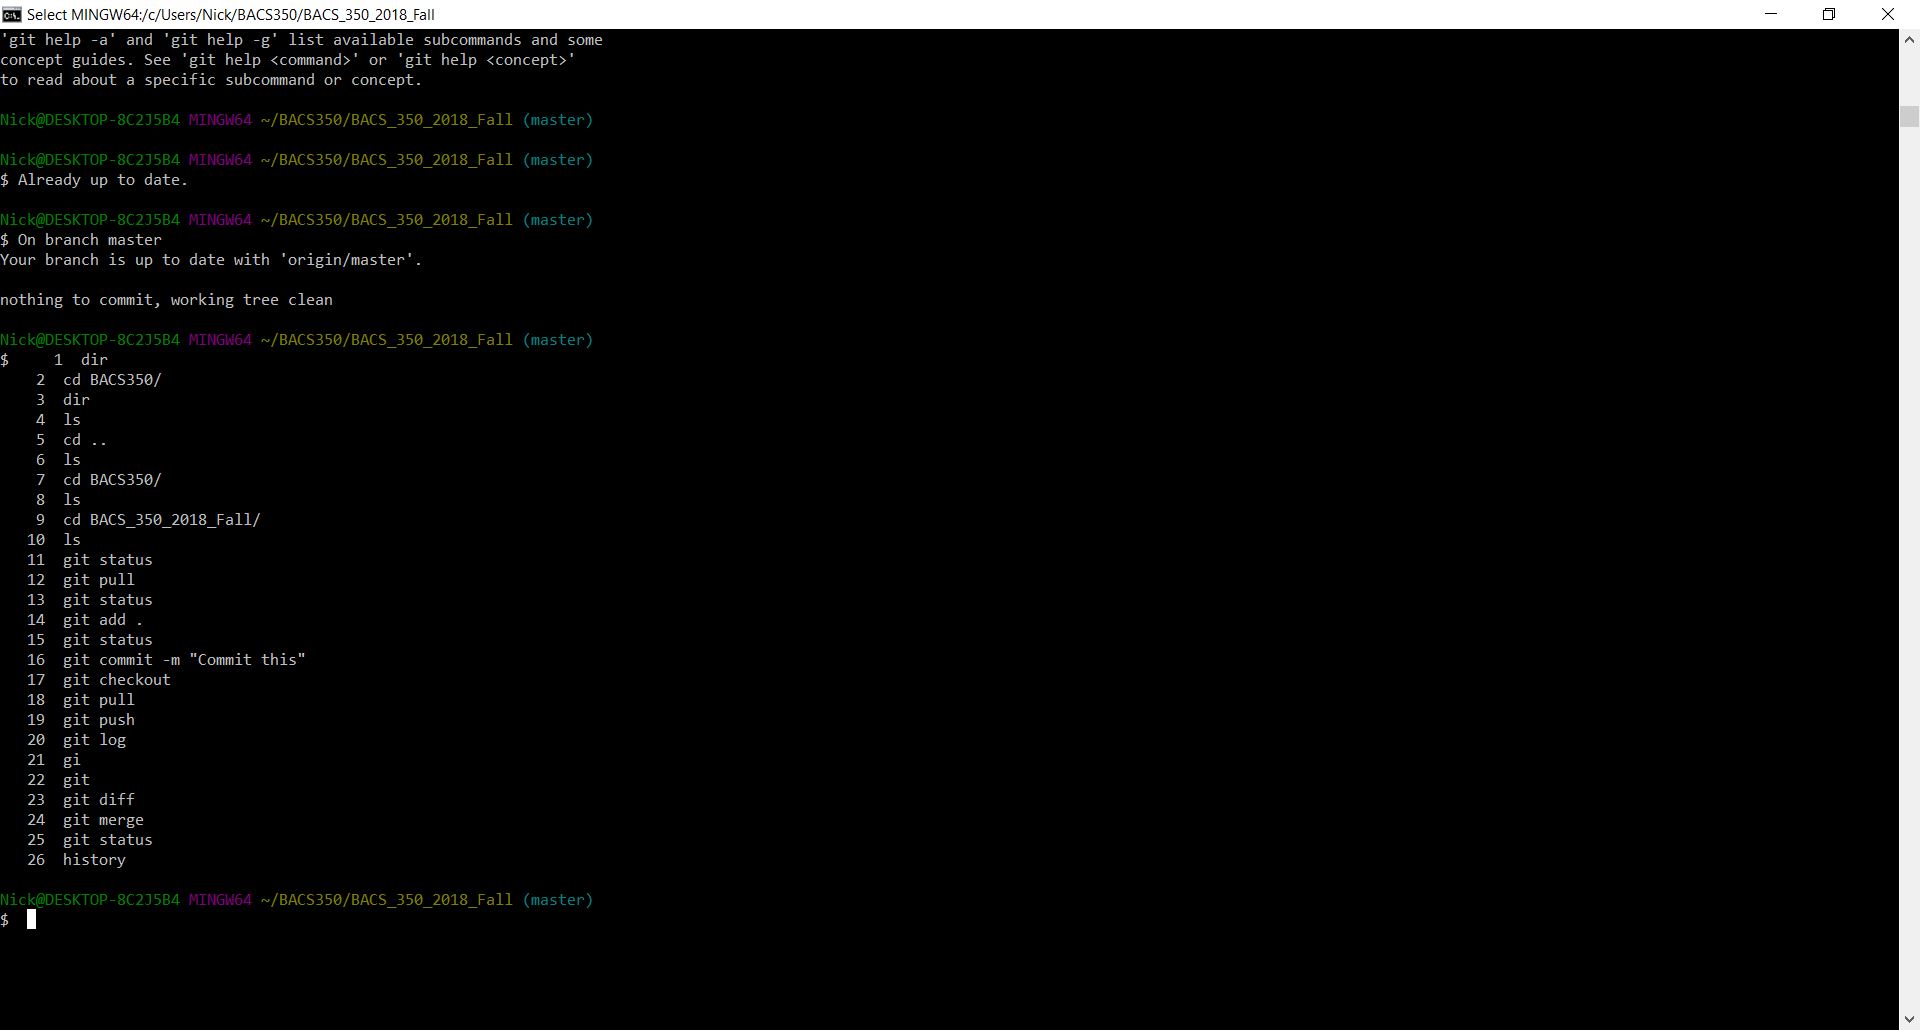 Select MINGW64:/c/Users/Nick/BACS350/BACS_350_2018_Fall
'git help -a' and 'git help -g' list available subcommands and some
concept guides. See 'git help <command>' or 'git help <concept>'
to read about a specific subcommand or concept.
Nick@DESKTOP-8C2J5B4 MINGW64 ~/BACS350/BACS_350_2018_Fall (master)
Nick@DESKTOP-8C2J5B4 MINGW64 ~/BACS350/BACS_350_2018_Fall (master)
$ Already up to date.
Nick@DESKTOP-8C2J5B4 MINGW64 ~/BACS350/BACS_350_2018_Fall (master)
$ On branch master
Your branch is up to date with 'origin/master'.
nothing to commit, working tree clean
Nick@DESKTOP-8C2J5B4 MINGW64 ~/BACS350/BACS_350_2018_Fall (master)
$     1  dir
    2  cd BACS350/
    3  dir
    4  ls
    5  cd ..
    6  ls
    7  cd BACS350/
    8  ls
    9  cd BACS_350_2018_Fall/
   10  ls
   11  git status
   12  git pull
   13  git status
   14  git add .
   15  git status
   16  git commit -m "Commit this"
   17  git checkout
   18  git pull
   19  git push
   20  git log
   21  gi
   22  git
   23  git diff
   24  git merge
   25  git status
   26  history
Nick@DESKTOP-8C2J5B4 MINGW64 ~/BACS350/BACS_350_2018_Fall (master)
$